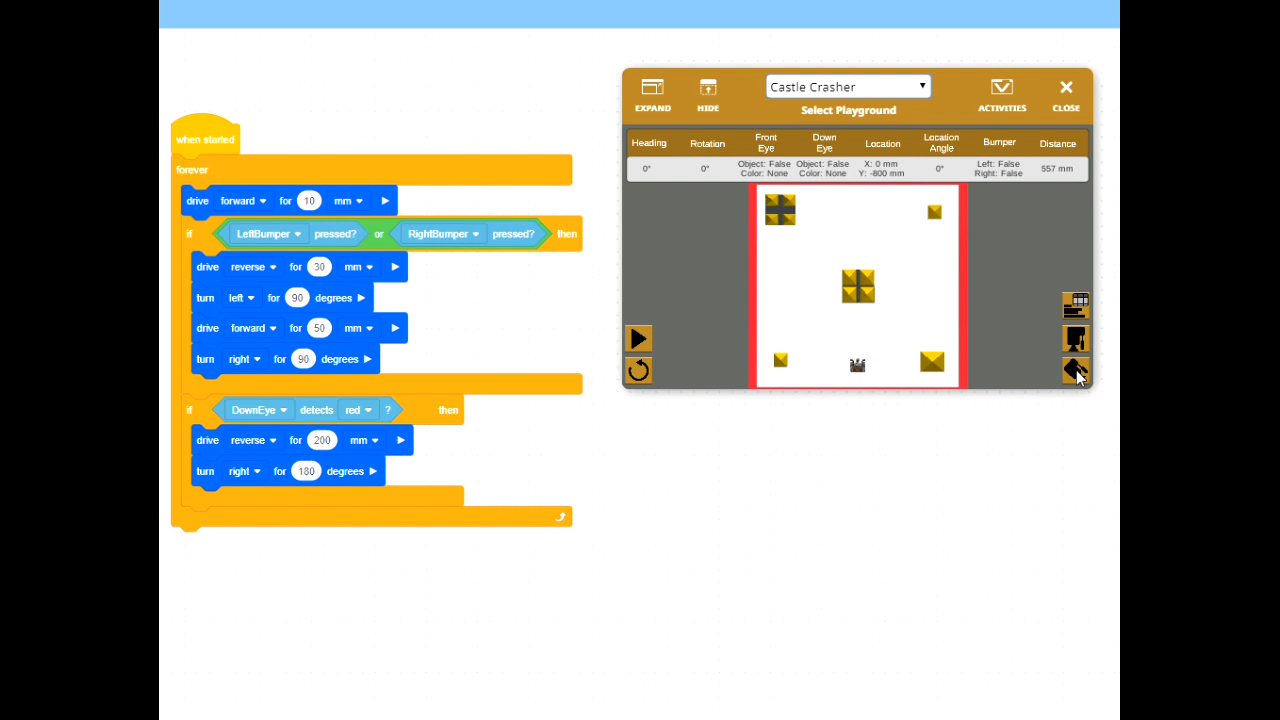 when started
forever
drive forward for 10 mm
if LeftBumper pressed? or RightBumper pressed? then
drive reverse for 30 mm
turn left for 90 degrees
drive forward for 50 mm
turn right for 90 degrees
if DownEye detects red ? then
drive reverse for 200 mm
turn right for 180 degrees
EXPAND HIDE Castle Crasher ACTIVITIES CLOSE
Select Playground
Heading Rotation Front Eye Down Eye Location Location Angle Bumper Distance
0° 0° Object: False Object: False X: 0 mm 0° Left: False 557 mm
Color: None Color: None Y: -800 mm Right: False